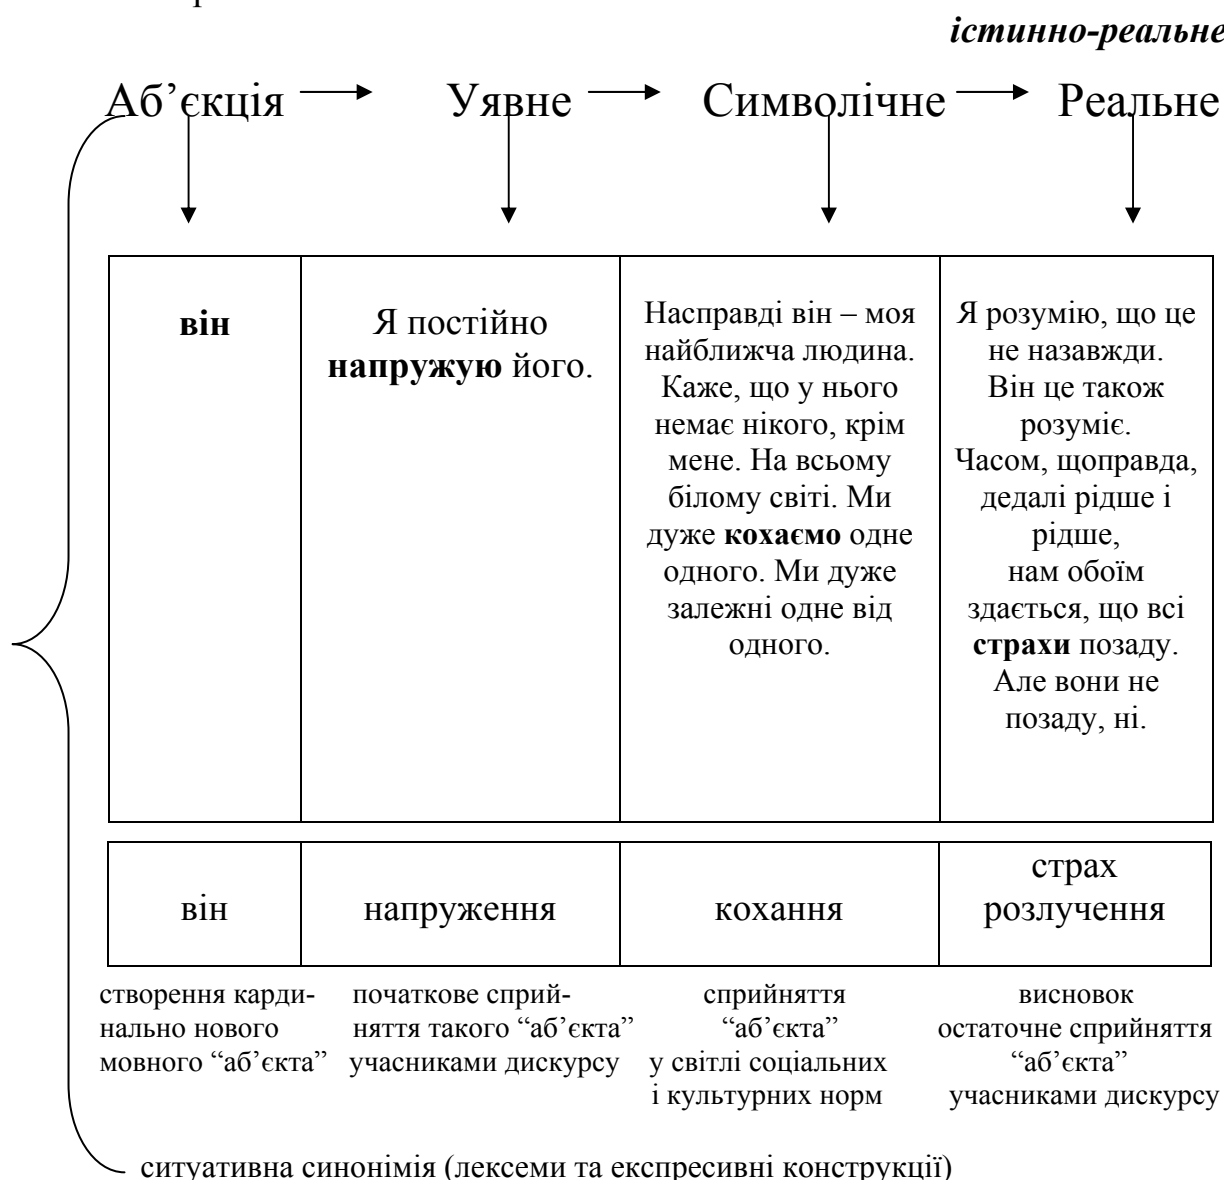 істинно-реальне
Аб’єкція Уявне Символічне Реальне
він
Я постійно
напружую його.
Насправді він – моя
найближча людина.
Каже, що у нього
немає нікого, крім
мене. На всьому
білому світі. Ми
дуже кохаємо одне
одного. Ми дуже
залежні одне від
одного.
Я розумію, що це
не назавжди.
Він це також
розуміє.
Часом, щоправда,
дедалі рідше і
рідше,
нам обоїм
здається, що всі
страхи позаду.
Але вони не
позаду, ні.
він
напруження
кохання
страх
розлучення
створення карди-
нально нового
мовного “аб’єкта”
початкове сприй-
няття такого “аб’єкта”
учасниками дискурсу
сприйняття
“аб’єкта”
у світлі соціальних
і культурних норм
висновок
остаточне сприйняття
“аб’єкта”
учасниками дискурсу
ситуативна синонімія (лексеми та експресивні конструкції)